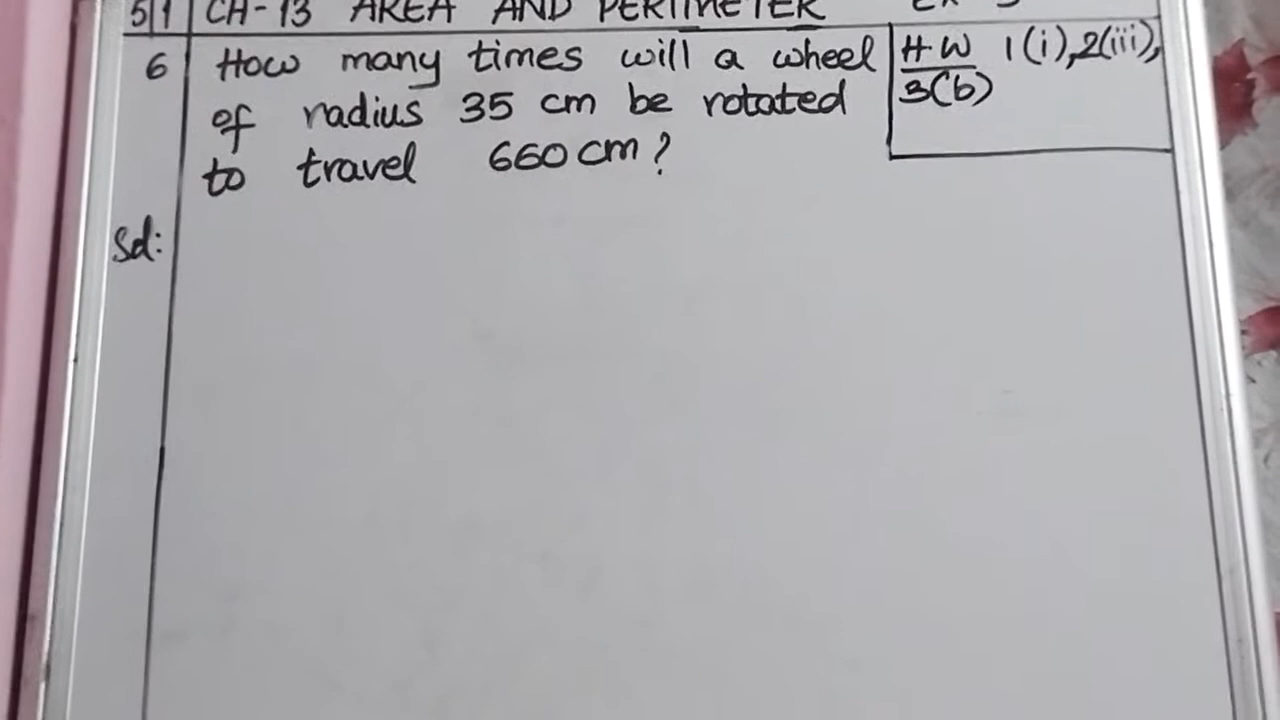 5/1 CH-13 AREA AND PERIMETER
6 How many times will a wheel
of radius 35 cm be rotated
to travel 660 cm?
H.W 1(i), 2(iii),
3(b)
Sol: